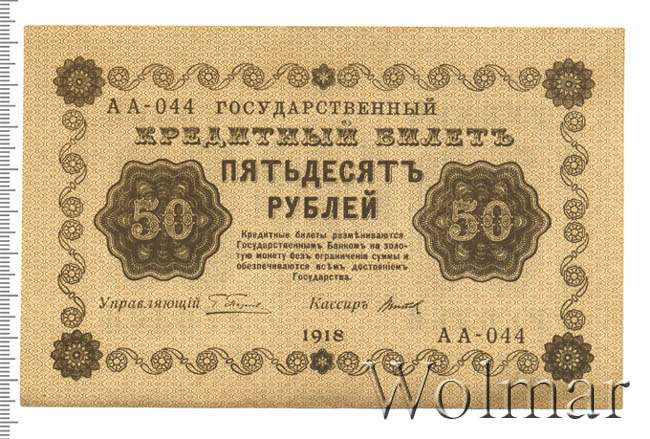 АА-044 ГОСУДАРСТВЕННЫЙ
КРЕДИТНЫЙ БИЛЕТЪ
ПЯТЬДЕСЯТЪ
РУБЛЕЙ
50 50
Кредитные билеты размѣниваются
Государственнымъ Банкомъ на золо-
тую монету безъ ограниченія суммы и
обезпечиваются всѣмъ достояніемъ
Государства.
Управляющій Кассиръ
1918 АА-044
Wolmar